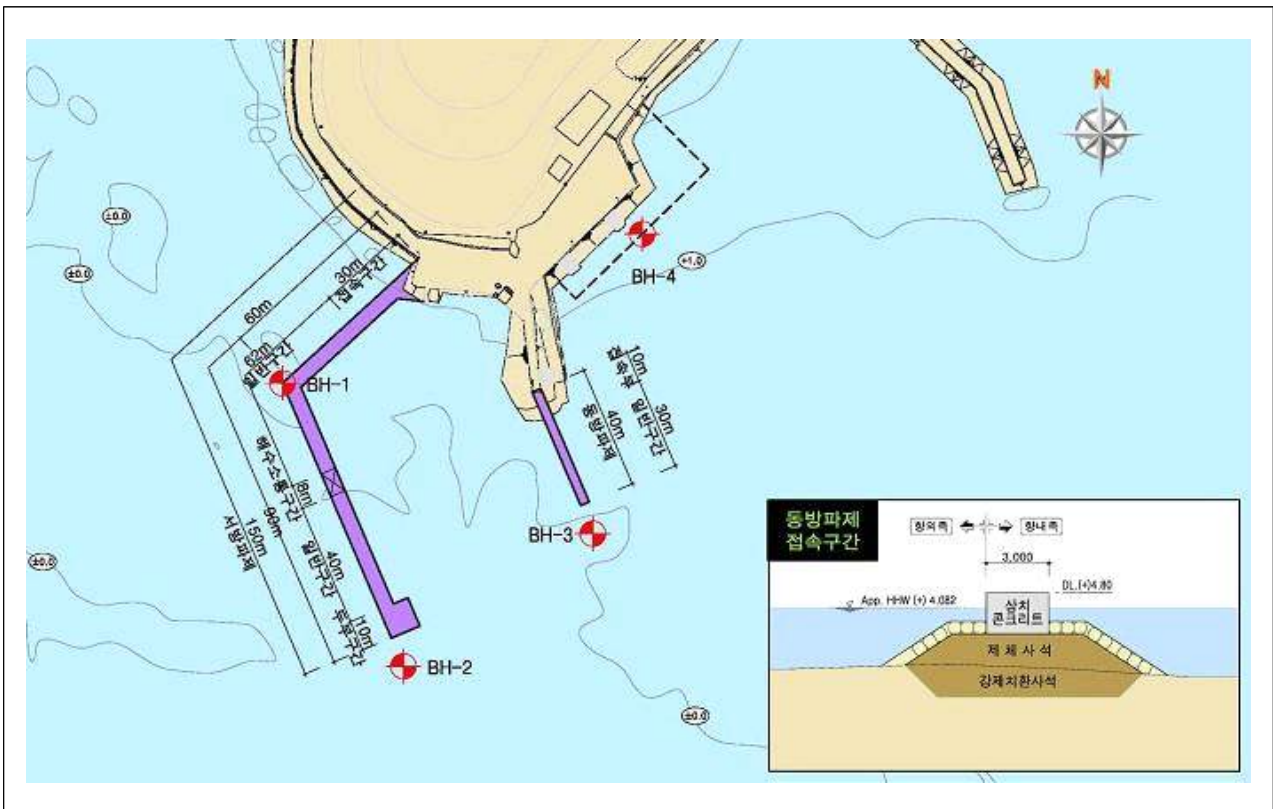 N
±0.0
±0.0
+1.0
BH-4
30m
접속구간
60m
62m
일반구간
BH-1
10m
접속부
30m
일반구간
40m
동방파제
해수소통구간
8m
90m
150m
서방파제
40m
일반구간
10m
두부구간
BH-3
BH-2
±0.0
±0.0
동방파제
접속구간
항외측
항내측
3,000
DL.(+)4.80
App. HHW (+) 4.082
상치
콘크리트
제 체 사 석
강제치환사석